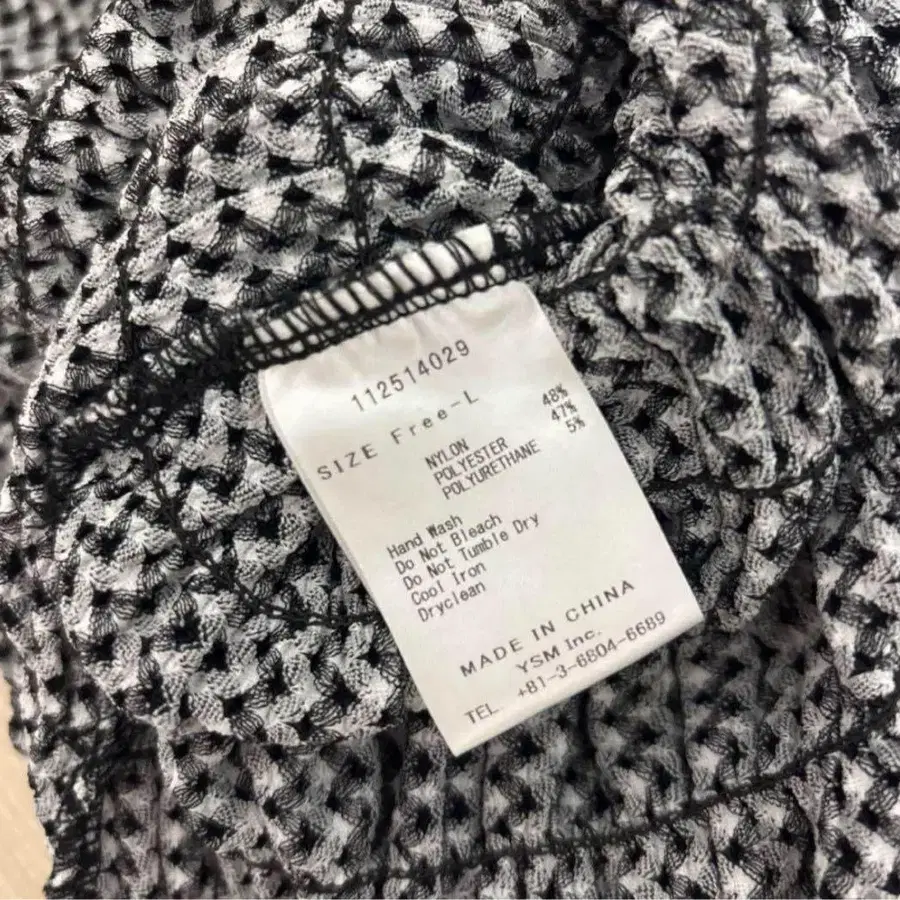 112514029
SIZE Free-L
NYLON 48%
POLYESTER 47%
POLYURETHANE 5%
Hand Wash
Do Not Bleach
Do Not Tumble Dry
Cool Iron
Dryclean
MADE IN CHINA
YSM Inc.
TEL +81-3-6804-6689